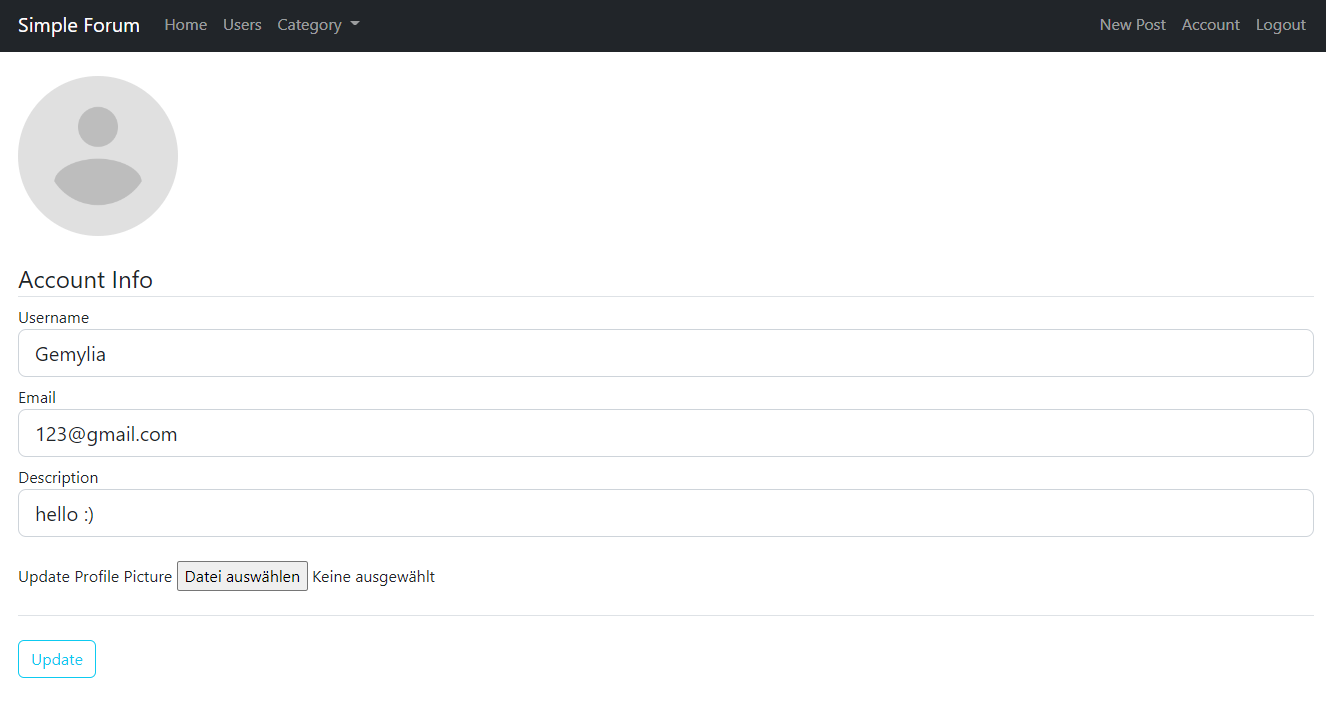 Simple Forum Home Users Category New Post Account Logout
Account Info
Username
Gemylia
Email
123@gmail.com
Description
hello :)
Update Profile Picture Datei auswählen Keine ausgewählt
Update